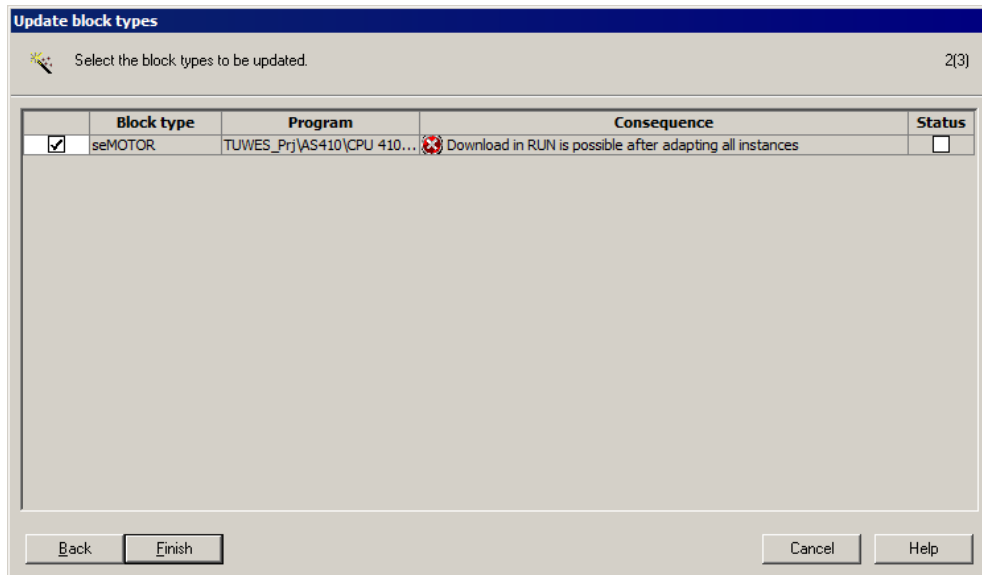 Update block types
Select the block types to be updated.
2(3)
Block type Program Consequence Status
seMOTOR TUWES_Prj\AS410\CPU 410... Download in RUN is possible after adapting all instances
Back Finish Cancel Help